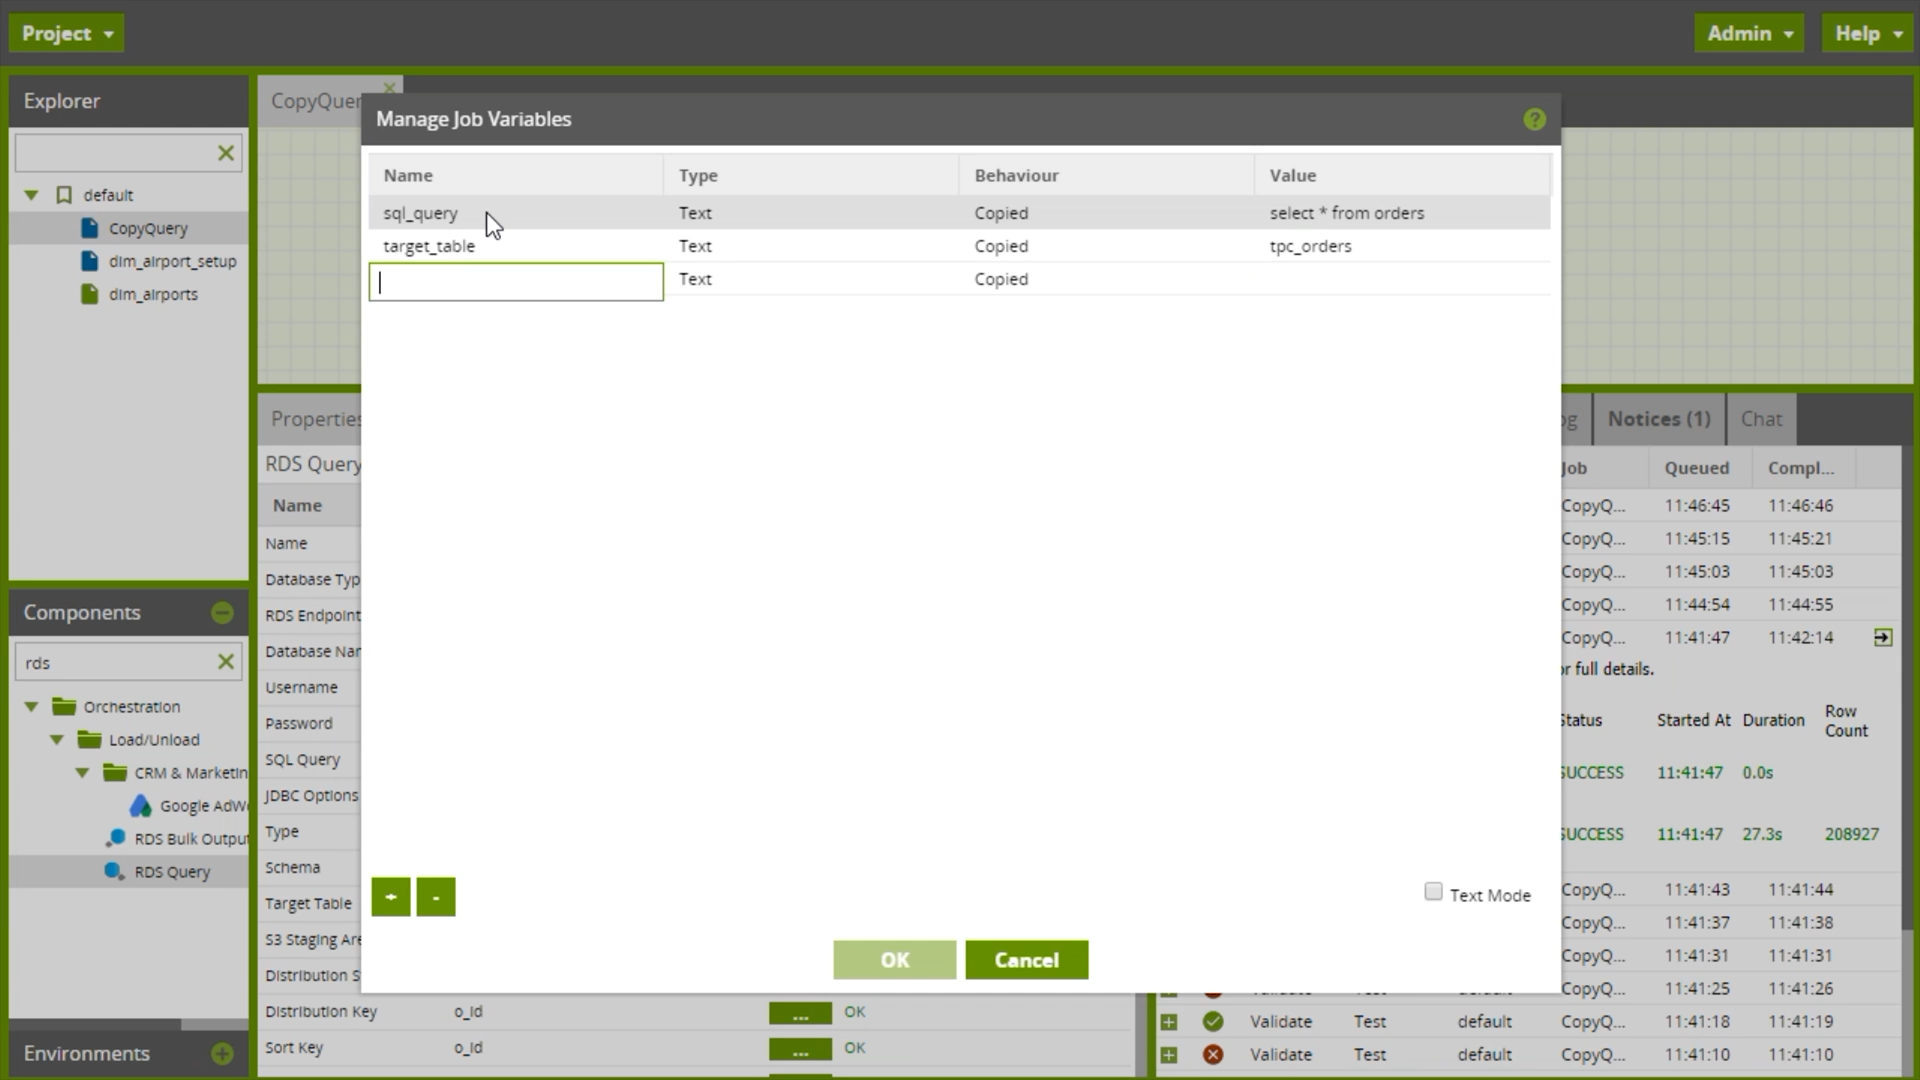 Project
Admin
Help
Explorer
default
CopyQuery
dim_airport_setup
dim_airports
Components
rds
Orchestration
Load/Unload
CRM & Marketin
Google AdW
RDS Bulk Output
RDS Query
Environments
CopyQuer
Manage Job Variables
?
Name Type Behaviour Value
sql_query Text Copied select * from orders
target_table Text Copied tpc_orders
Text Copied
+ -
Text Mode
OK Cancel
Properties
RDS Query
Name
Name
Database Typ
RDS Endpoint
Database Nar
Username
Password
SQL Query
JDBC Options
Type
Schema
Target Table
S3 Staging Are
Distribution S
Distribution Key o_id ... OK
Sort Key o_id ... OK
Notices (1)
Chat
Job Queued Compl...
CopyQ... 11:46:45 11:46:46
CopyQ... 11:45:15 11:45:21
CopyQ... 11:45:03 11:45:03
CopyQ... 11:44:54 11:44:55
CopyQ... 11:41:47 11:42:14
or full details.
Status Started At Duration Row Count
SUCCESS 11:41:47 0.0s
SUCCESS 11:41:47 27.3s 208927
CopyQ... 11:41:43 11:41:44
CopyQ... 11:41:37 11:41:38
CopyQ... 11:41:31 11:41:31
CopyQ... 11:41:25 11:41:26
Validate Test default CopyQ... 11:41:18 11:41:19
Validate Test default CopyQ... 11:41:10 11:41:10